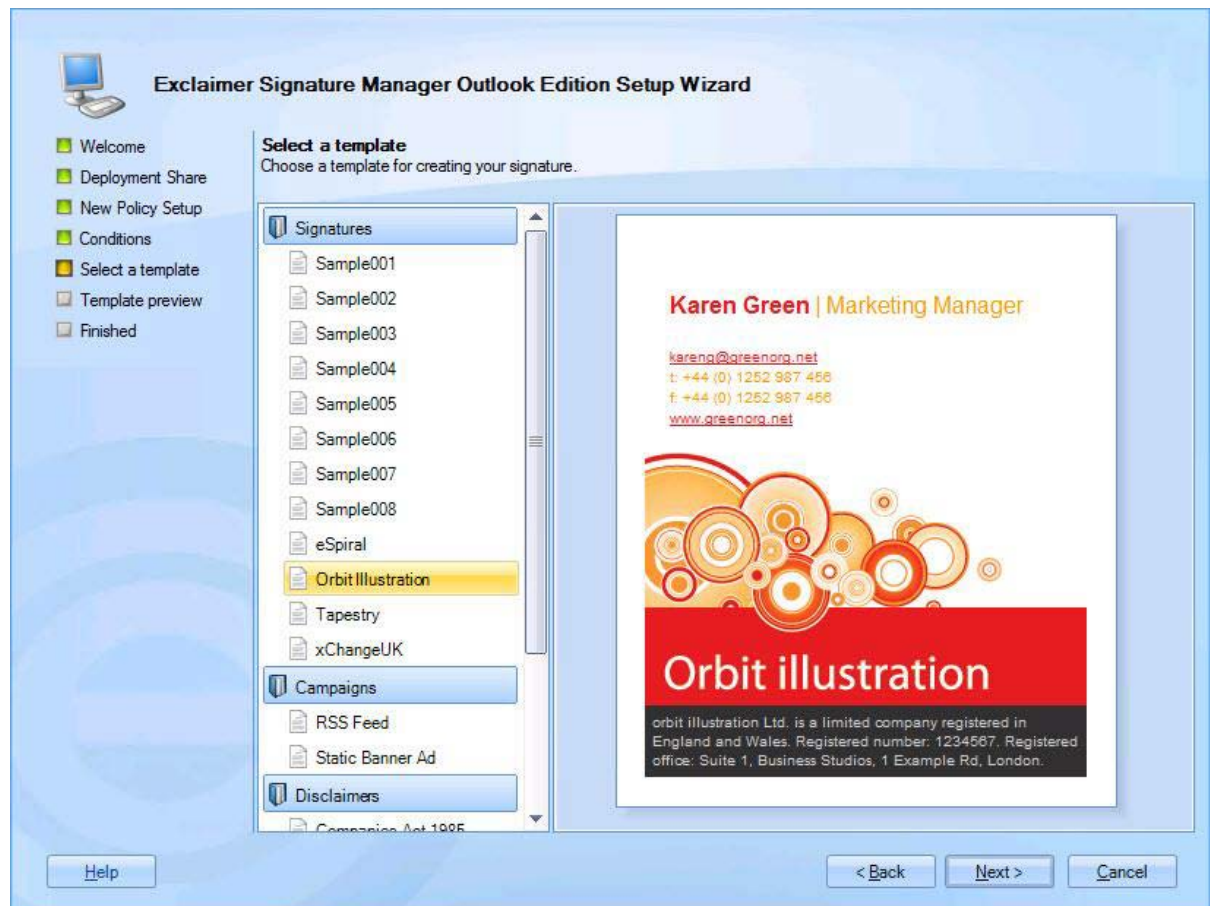 Exclaimer Signature Manager Outlook Edition Setup Wizard
Welcome
Deployment Share
New Policy Setup
Conditions
Select a template
Template preview
Finished
Select a template
Choose a template for creating your signature.
Signatures
Sample001
Sample002
Sample003
Sample004
Sample005
Sample006
Sample007
Sample008
eSpiral
Orbit Illustration
Tapestry
xChangeUK
Campaigns
RSS Feed
Static Banner Ad
Disclaimers
Companies Act 1985
Karen Green | Marketing Manager
kareng@greenorg.net
t: +44 (0) 1252 987 456
f: +44 (0) 1252 987 456
www.greenorg.net
Orbit illustration
orbit illustration Ltd. is a limited company registered in
England and Wales. Registered number: 1234567. Registered
office: Suite 1, Business Studios, 1 Example Rd, London.
Help
< Back
Next >
Cancel